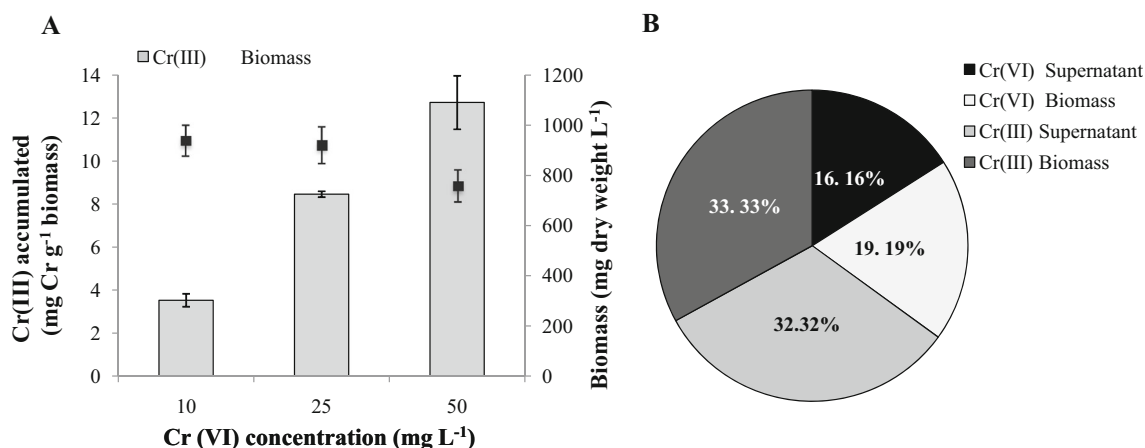 A
Cr(III) Biomass
Cr(III) accumulated
(mg Cr g-1 biomass)
14
12
10
8
6
4
2
0
1200
1000
800
600
400
200
0
Biomass (mg dry weight L-1)
10 25 50
Cr (VI) concentration (mg L-1)
B
Cr(VI) Supernatant
Cr(VI) Biomass
Cr(III) Supernatant
Cr(III) Biomass
16. 16%
33. 33%
19. 19%
32.32%